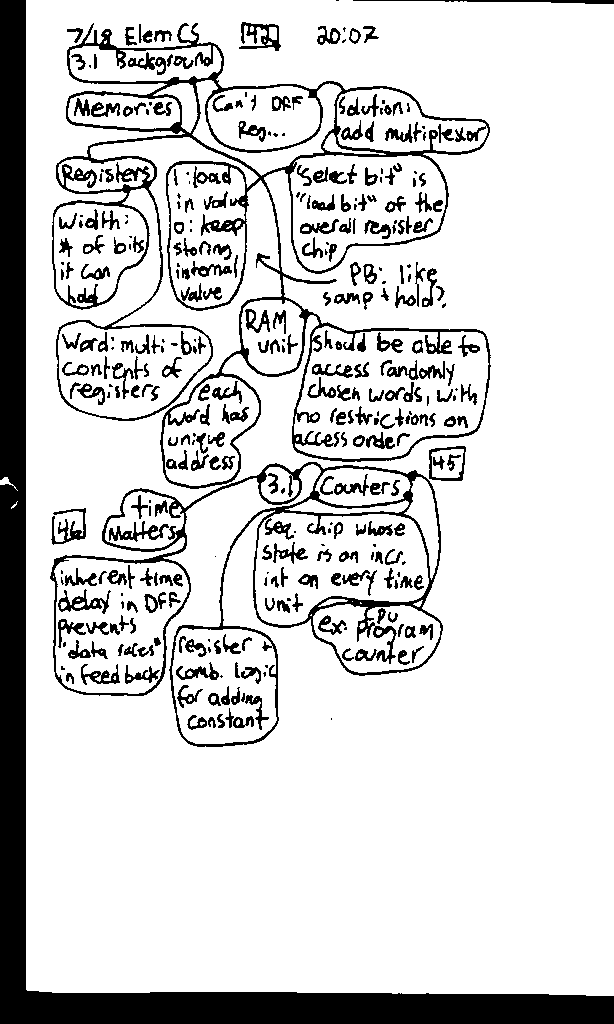 7/18 Elem CS 42 20:07
3.1 Background
Memories
Can't DFF
Reg...
Solution:
add multiplexor
Registers
Width:
# of bits
it can
hold
1: load
in value
0: keep
storing
internal
value
"Select bit" is
"load bit" of the
overall register
chip
PB: like
samp + hold?
Word: multi-bit
contents of
registers
RAM
unit
each
word has
unique
address
should be able to
access randomly
chosen words, with
no restrictions on
access order
45
3.1
Counters
time
Matters
46
Seq. chip whose
state is an incr.
int on every time
unit
ex: CPU
program
counter
inherent time
delay in DFF
prevents
"data races"
in feedback
register +
comb. logic
for adding
constant